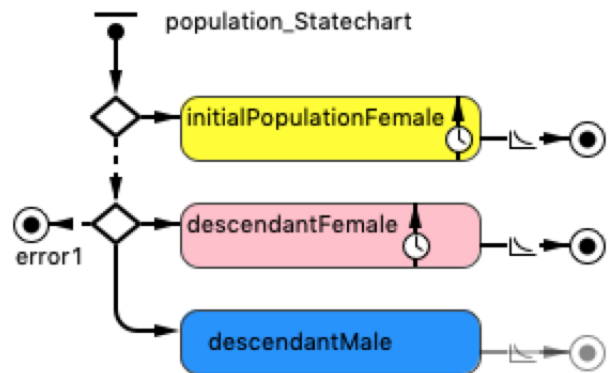 population_Statechart
initialPopulationFemale
descendantFemale
error1
descendantMale